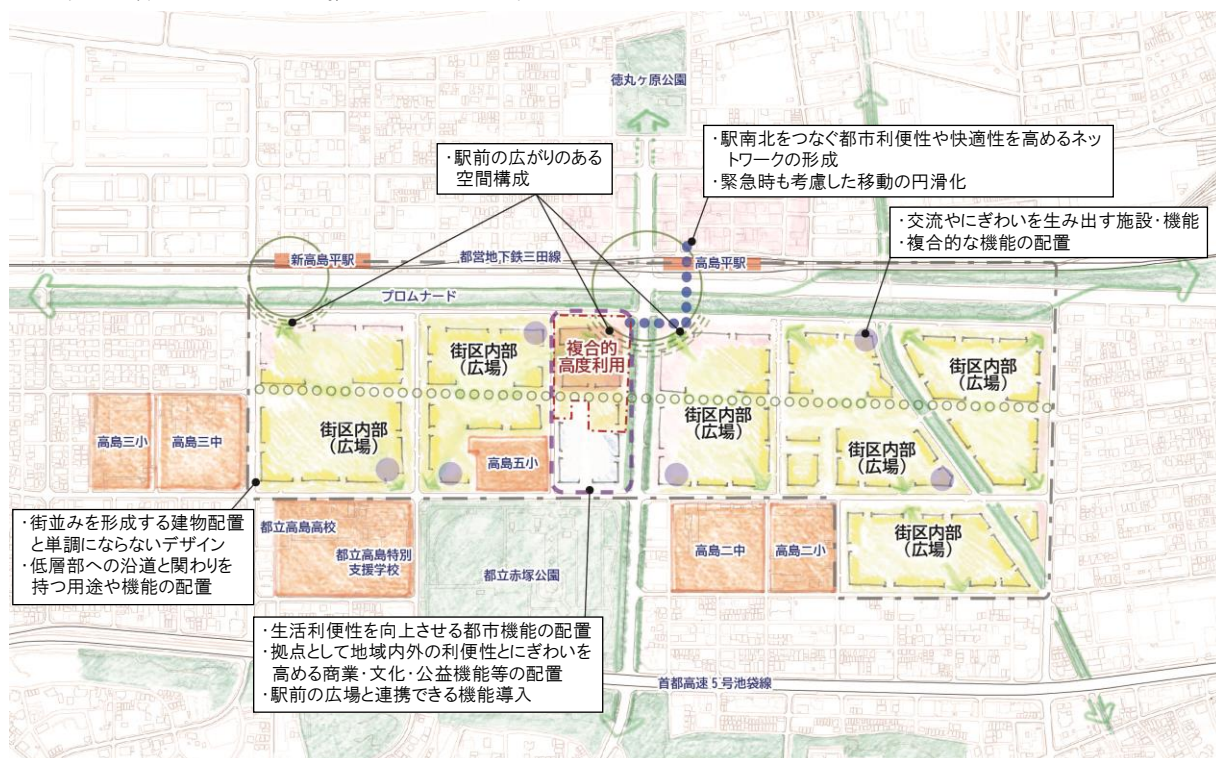 徳丸ヶ原公園
・駅南北をつなぐ都市利便性や快適性を高めるネッ
トワークの形成
・緊急時も考慮した移動の円滑化
・駅前の広がりのある
空間構成
・交流やにぎわいを生み出す施設・機能
・複合的な機能の配置
新高島平駅
都営地下鉄三田線
高島平駅
プロムナード
街区内部
(広場)
複合的
高度利用
街区内部
(広場)
街区内部
(広場)
街区内部
(広場)
街区内部
(広場)
高島三小
高島三中
高島五小
・街並みを形成する建物配置
と単調にならないデザイン
・低層部への沿道と関わりを
持つ用途や機能の配置
都立高島高校
都立高島特別
支援学校
都立赤塚公園
高島二中
高島二小
街区内部
(広場)
・生活利便性を向上させる都市機能の配置
・拠点として地域内外の利便性とにぎわいを
高める商業・文化・公益機能等の配置
・駅前の広場と連携できる機能導入
首都高速5号池袋線